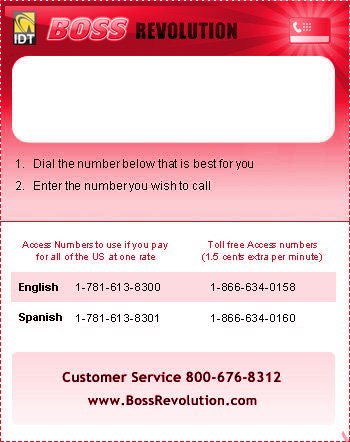 IDT BOSS REVOLUTION
1. Dial the number below that is best for you
2. Enter the number you wish to call
Access Numbers to use if you pay for all of the US at one rate
Toll free Access numbers (1.5 cents extra per minute)
English 1-781-613-8300 1-866-634-0158
Spanish 1-781-613-8301 1-866-634-0160
Customer Service 800-676-8312
www.BossRevolution.com